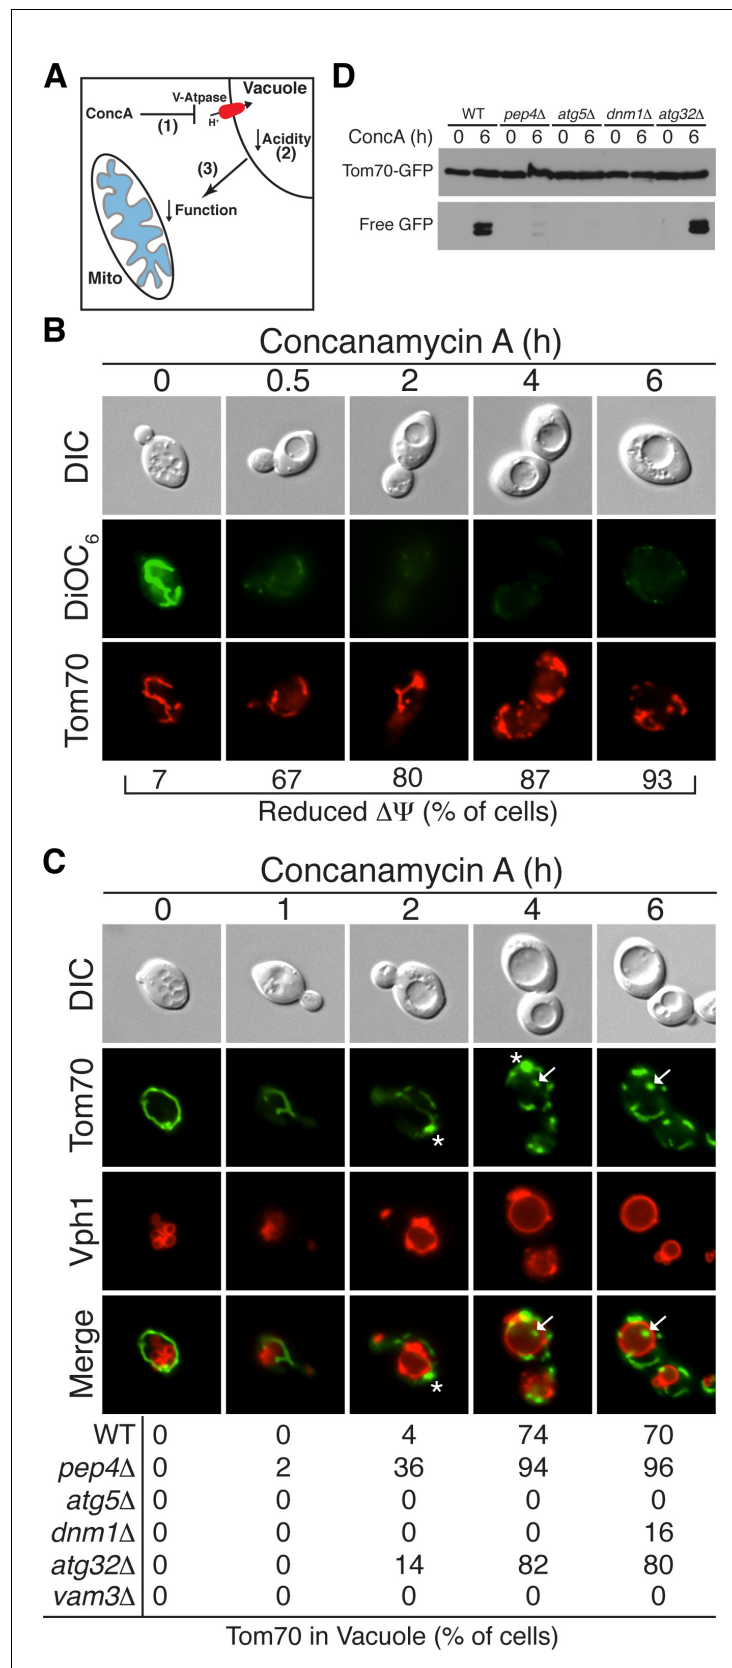 A
ConcA
(1)
V-Atpase
H+
Vacuole
↓Acidity
(2)
(3)
↓Function
Mito
D
WT pep4Δ atg5Δ dnm1Δ atg32Δ
ConcA (h) 0 6 0 6 0 6 0 6 0 6
Tom70-GFP
Free GFP
B
Concanamycin A (h)
0 0.5 2 4 6
DIC
DiOC6
Tom70
7 67 80 87 93
Reduced ΔΨ (% of cells)
C
Concanamycin A (h)
0 1 2 4 6
DIC
Tom70
*
*
Vph1
Merge
*
WT 0 0 4 74 70
pep4Δ 0 2 36 94 96
atg5Δ 0 0 0 0 0
dnm1Δ 0 0 0 0 16
atg32Δ 0 0 14 82 80
vam3Δ 0 0 0 0 0
Tom70 in Vacuole (% of cells)